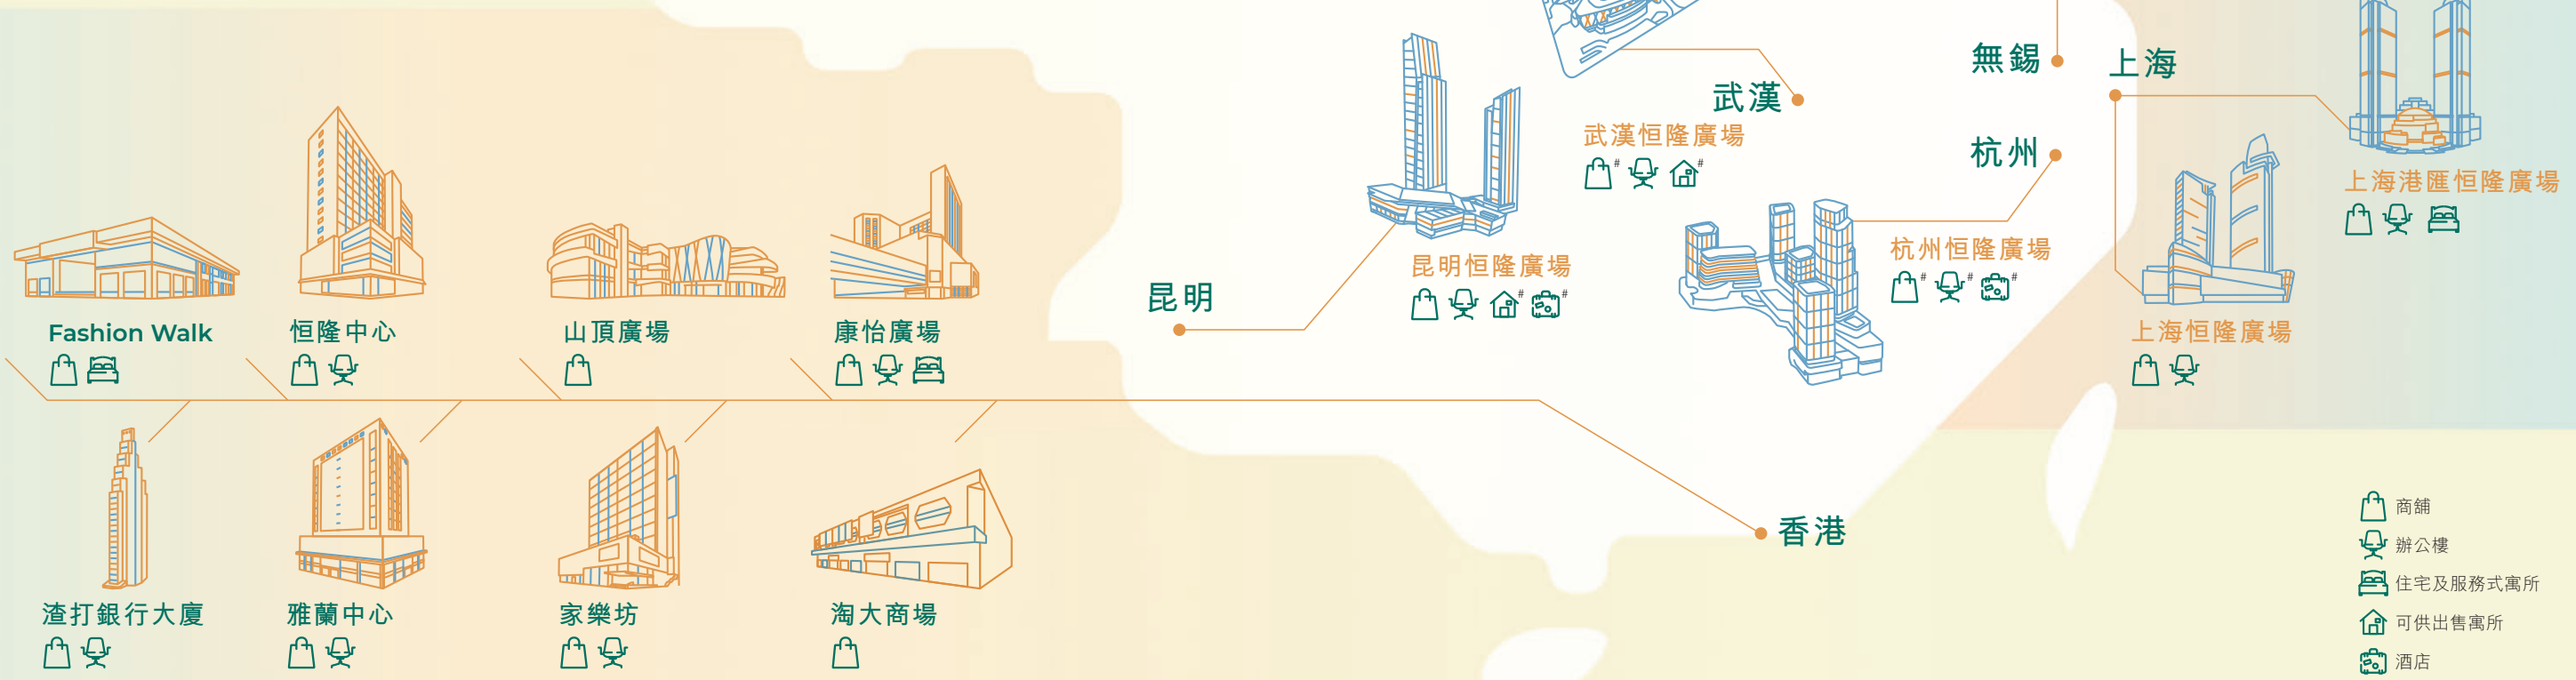 無錫
上海
武漢
武漢恒隆廣場
# #
杭州
上海港匯恒隆廣場
杭州恒隆廣場
# # #
昆明恒隆廣場
# #
昆明
上海恒隆廣場
Fashion Walk
恒隆中心
山頂廣場
康怡廣場
香港
渣打銀行大廈
雅蘭中心
家樂坊
淘大商場
商舖
辦公樓
住宅及服務式寓所
可供出售寓所
酒店